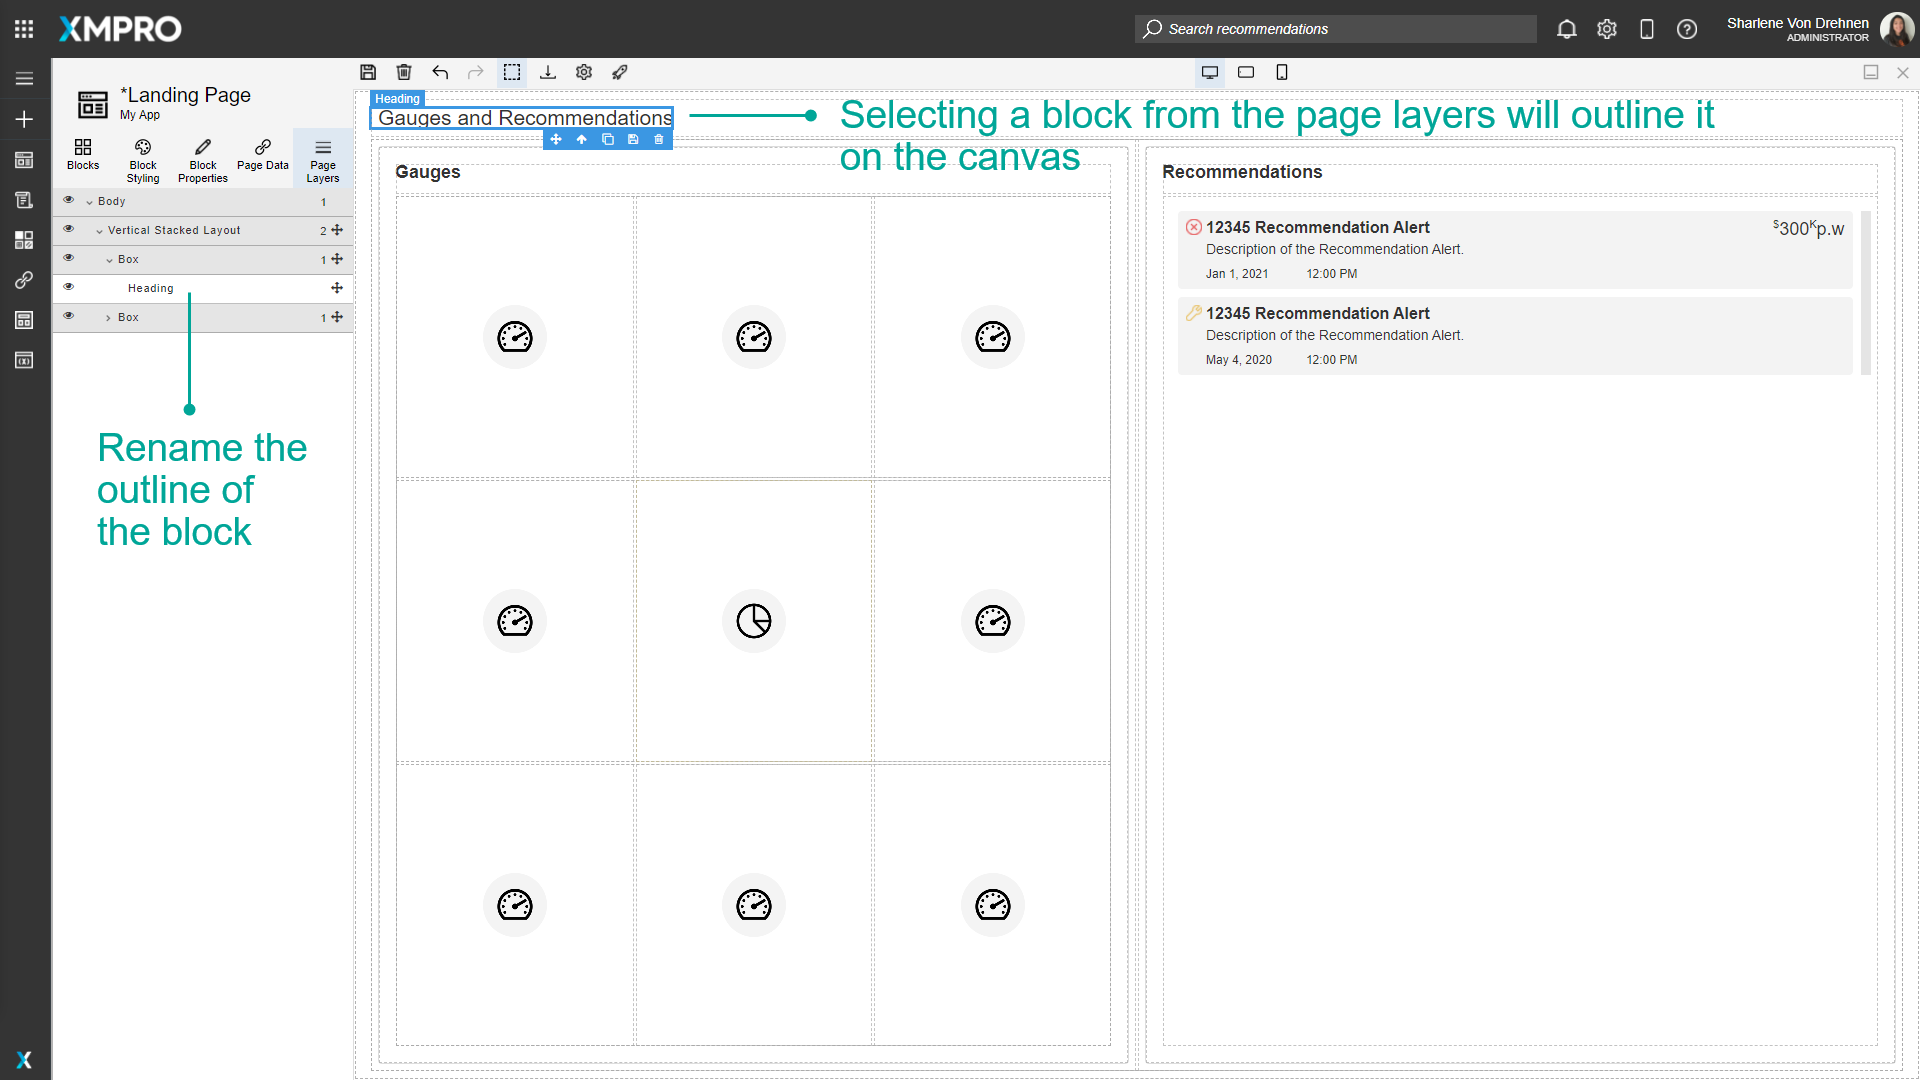 XMPRO
Search recommendations
Sharlene Von Drehnen
ADMINISTRATOR
*Landing Page
My App
Blocks
Block Styling
Block Properties
Page Data
Page Layers
Body 1
Vertical Stacked Layout 2
Box 1
Heading
Box 1
Rename the
outline of
the block
Heading
Gauges and Recommendations
Selecting a block from the page layers will outline it
on the canvas
Gauges
Recommendations
12345 Recommendation Alert
$300Kp.w
Description of the Recommendation Alert.
Jan 1, 2021 12:00 PM
12345 Recommendation Alert
Description of the Recommendation Alert.
May 4, 2020 12:00 PM
X